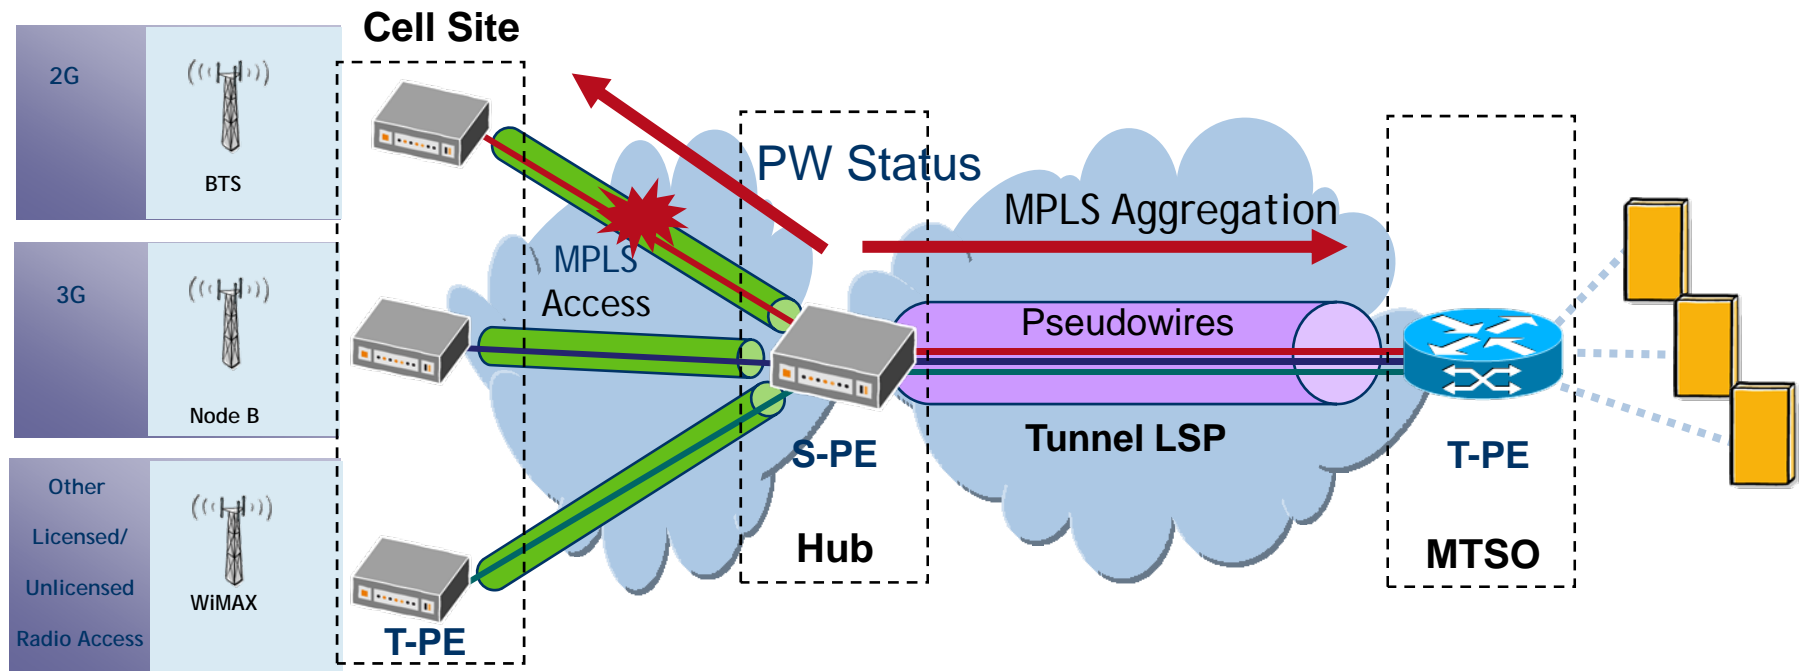 Cell Site
2G
BTS
PW Status
MPLS Aggregation
MPLS
Access
3G
Node B
Pseudowires
Tunnel LSP
S-PE
T-PE
Other
Licensed/
Unlicensed
Radio Access
WiMAX
Hub
MTSO
T-PE